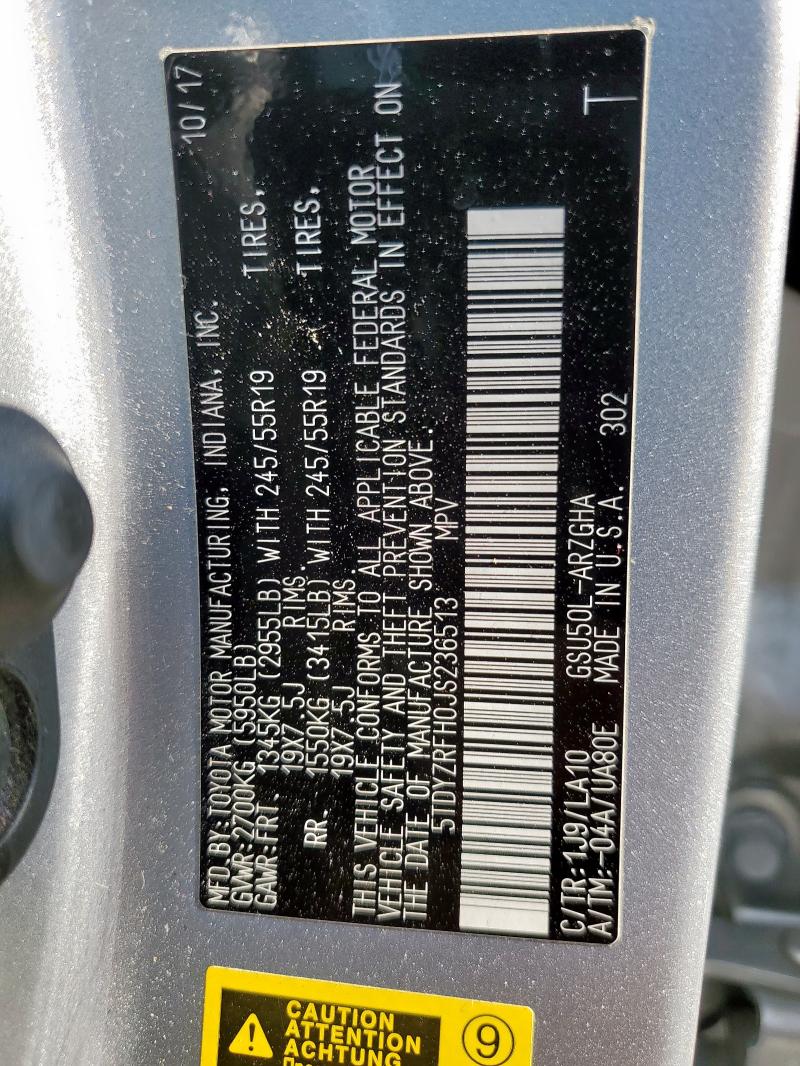 10/17
MFD.BY: TOYOTA MOTOR MANUFACTURING, INDIANA, INC.
GVWR: 2700KG (5950LB)
GAWR: FRT. 1345KG (2955LB) WITH 245/55R19 TIRES,
19X7.5J RIMS.
RR. 1550KG (3415LB) WITH 245/55R19 TIRES,
19X7.5J RIMS
THIS VEHICLE CONFORMS TO ALL APPLICABLE FEDERAL MOTOR
VEHICLE SAFETY AND THEFT PREVENTION STANDARDS IN EFFECT ON
THE DATE OF MANUFACTURE SHOWN ABOVE.
5TDYZRFH0JS236513 MPV
C/TR: 1J9/LA10 GSU50L-ARZGHA T
A/TM: -04A/UA80E MADE IN U.S.A. 302
CAUTION
ATTENTION
ACHTUNG
9